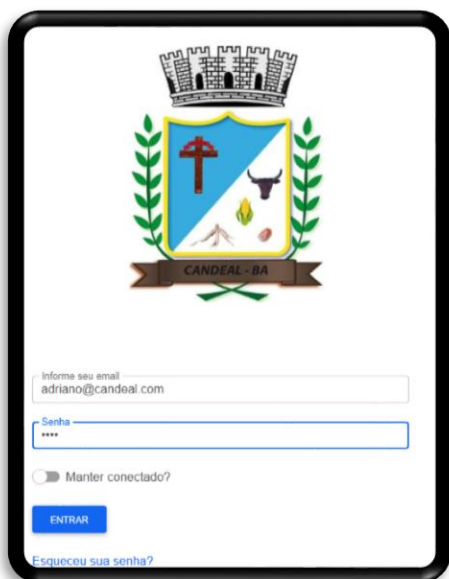 CANDEAL - BA
Informe seu email
adriano@candeal.com
Senha
••••
Manter conectado?
ENTRAR
Esqueceu sua senha?